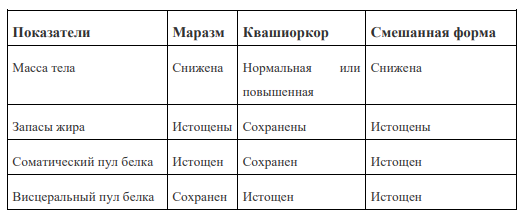 Показатели Маразм Квашиоркор Смешанная форма
Масса тела Снижена Нормальная или Снижена
повышенная
Запасы жира Истощены Сохранены Истощены
Соматический пул белка Истощен Сохранен Истощен
Висцеральный пул белка Сохранен Истощен Истощен